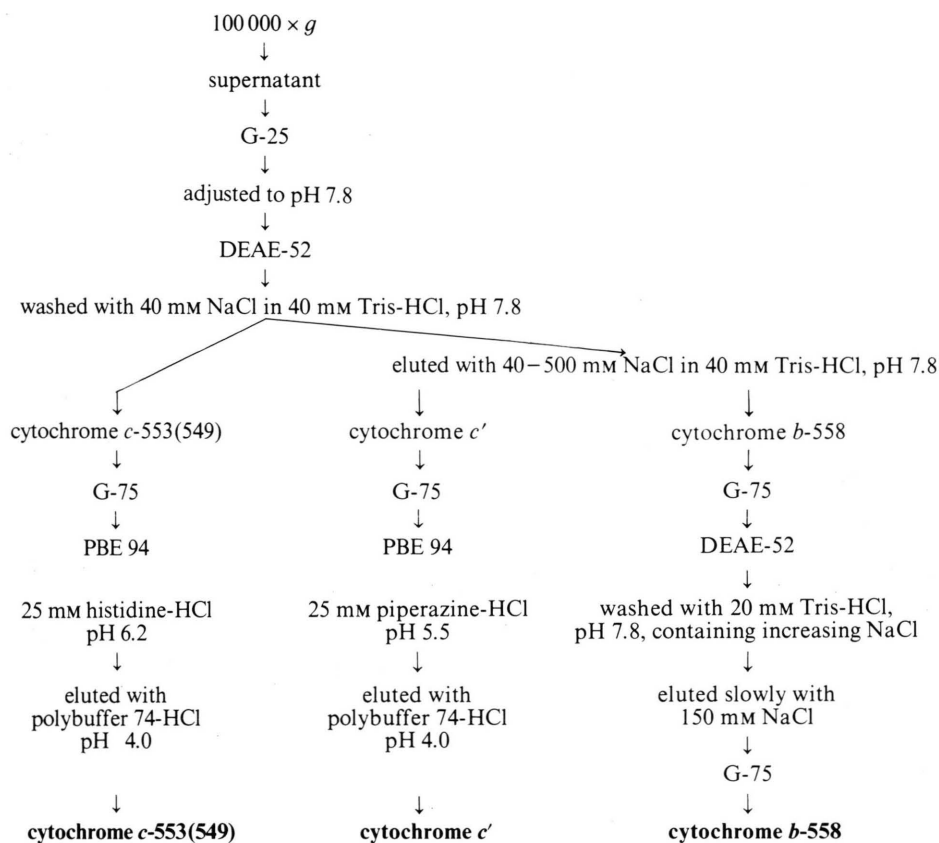 100 000 × g
↓
supernatant
↓
G-25
↓
adjusted to pH 7.8
↓
DEAE-52
↓
washed with 40 mM NaCl in 40 mM Tris-HCl, pH 7.8
eluted with 40–500 mM NaCl in 40 mM Tris-HCl, pH 7.8
↓ ↓ ↓
cytochrome c-553(549) cytochrome c′ cytochrome b-558
↓ ↓ ↓
G-75 G-75 G-75
↓ ↓ ↓
PBE 94 PBE 94 DEAE-52
↓
25 mM histidine-HCl 25 mM piperazine-HCl washed with 20 mM Tris-HCl,
pH 6.2 pH 5.5 pH 7.8, containing increasing NaCl
↓ ↓ ↓
eluted with eluted with eluted slowly with
polybuffer 74-HCl polybuffer 74-HCl 150 mM NaCl
pH 4.0 pH 4.0 ↓
G-75
↓ ↓ ↓
cytochrome c-553(549) cytochrome c′ cytochrome b-558